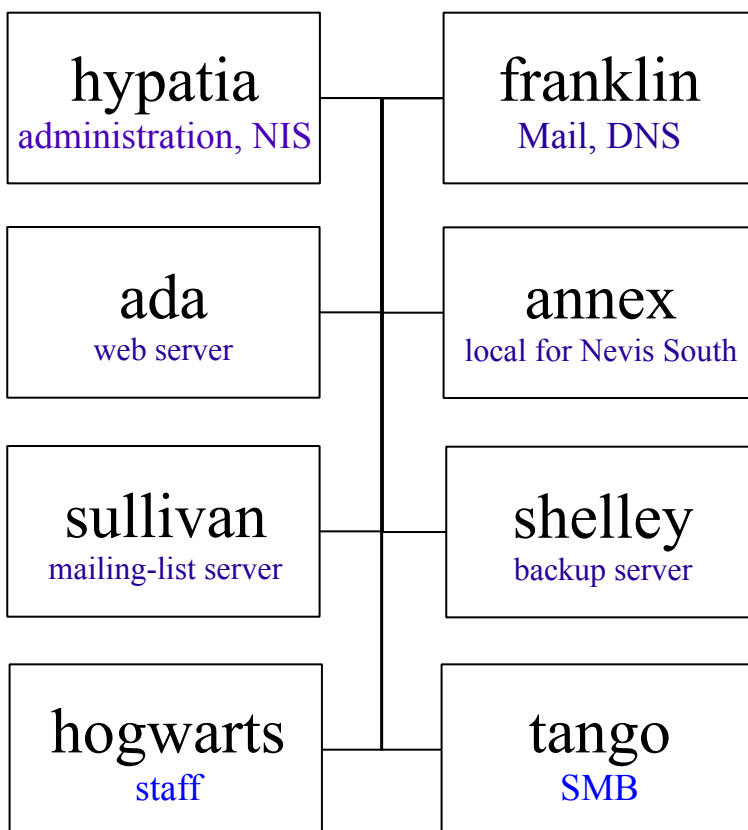 hypatia
administration, NIS
franklin
Mail, DNS
ada
web server
annex
local for Nevis South
sullivan
mailing-list server
shelley
backup server
hogwarts
staff
tango
SMB